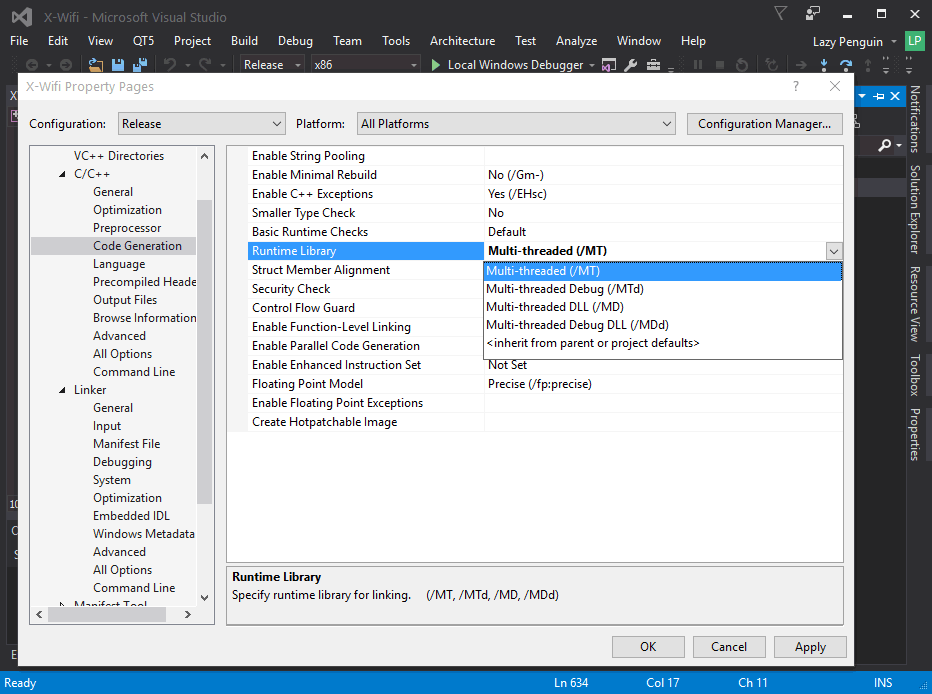 X-Wifi - Microsoft Visual Studio
File Edit View QT5 Project Build Debug Team Tools Architecture Test Analyze Window Help Lazy Penguin LP
Release x86 Local Windows Debugger
X-Wifi Property Pages
Configuration: Release Platform: All Platforms Configuration Manager...
VC++ Directories
C/C++
General
Optimization
Preprocessor
Code Generation
Language
Precompiled Heade
Output Files
Browse Information
Advanced
All Options
Command Line
Linker
General
Input
Manifest File
Debugging
System
Optimization
Embedded IDL
Windows Metadata
Advanced
All Options
Command Line
Manifest Tool
Enable String Pooling
Enable Minimal Rebuild No (/Gm-)
Enable C++ Exceptions Yes (/EHsc)
Smaller Type Check No
Basic Runtime Checks Default
Runtime Library Multi-threaded (/MT)
Struct Member Alignment
Security Check
Control Flow Guard
Enable Function-Level Linking
Enable Parallel Code Generation
Enable Enhanced Instruction Set Not Set
Floating Point Model Precise (/fp:precise)
Enable Floating Point Exceptions
Create Hotpatchable Image
Multi-threaded (/MT)
Multi-threaded Debug (/MTd)
Multi-threaded DLL (/MD)
Multi-threaded Debug DLL (/MDd)
<inherit from parent or project defaults>
Runtime Library
Specify runtime library for linking. (/MT, /MTd, /MD, /MDd)
OK Cancel Apply
Notifications
Solution Explorer
Resource View
Toolbox
Properties
Ready Ln 634 Col 17 Ch 11 INS